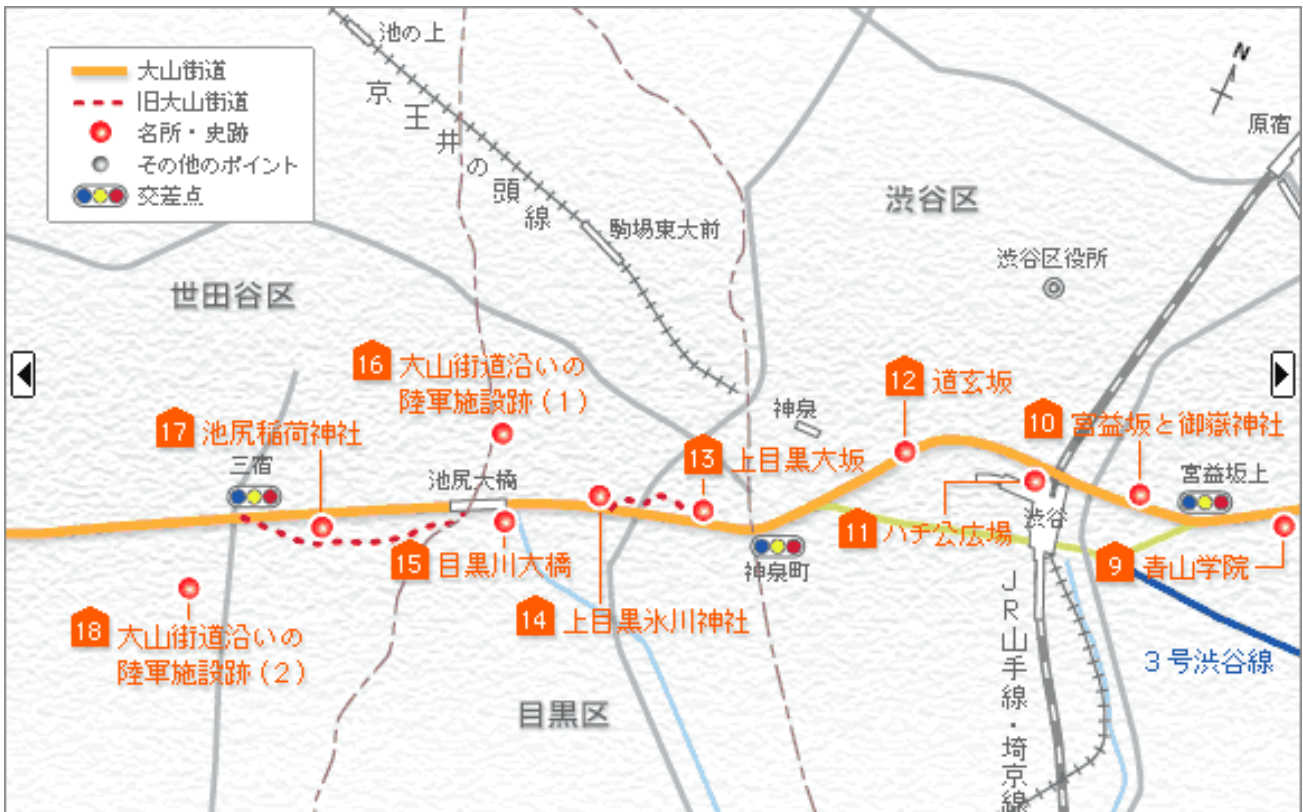 大山街道
旧大山街道
名所・史跡
その他のポイント
交差点
池の上
京王井の頭線
駒場東大前
N
原宿
渋谷区
渋谷区役所
世田谷区
16 大山街道沿いの
陸軍施設跡(1)
17 池尻稲荷神社
三宿
池尻大橋
神泉
12 道玄坂
10 宮益坂と御嶽神社
宮益坂上
13 上目黒大坂
11 ハチ公広場
渋谷
15 目黒川大橋
神泉町
9 青山学院
14 上目黒氷川神社
18 大山街道沿いの
陸軍施設跡(2)
目黒区
3号渋谷線
JR山手線・埼京線